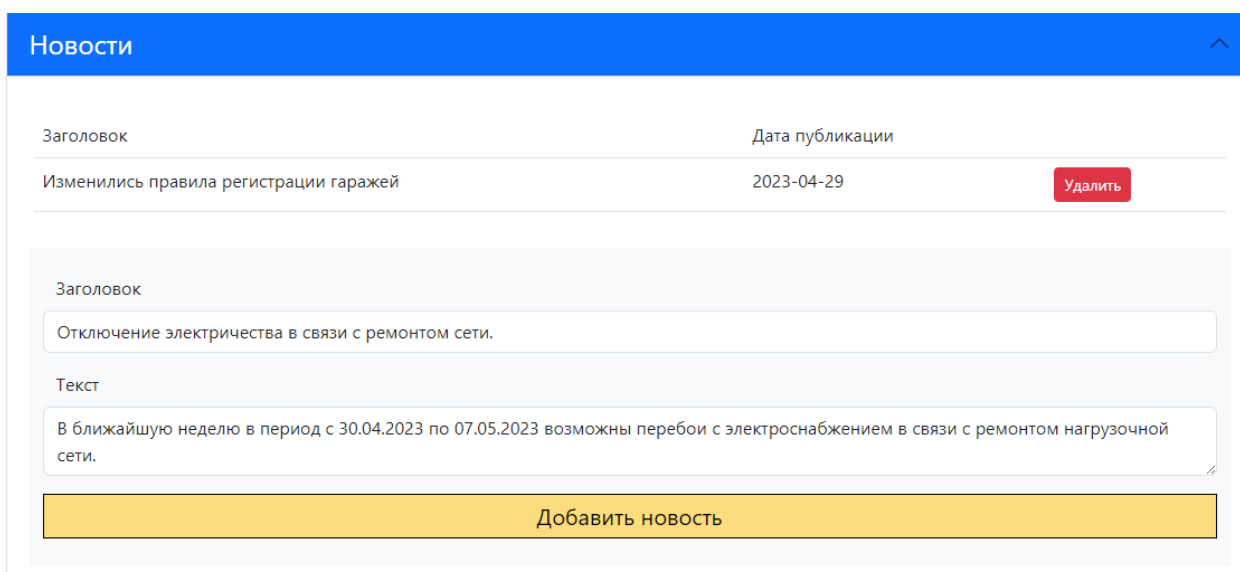 Новости
Заголовок Дата публикации
Изменились правила регистрации гаражей 2023-04-29 Удалить
Заголовок
Отключение электричества в связи с ремонтом сети.
Текст
В ближайшую неделю в период с 30.04.2023 по 07.05.2023 возможны перебои с электроснабжением в связи с ремонтом нагрузочной
сети.
Добавить новость